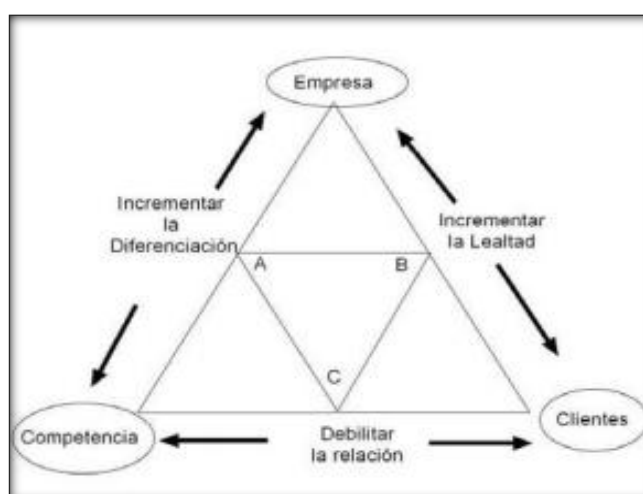 Empresa
Incrementar
la
Diferenciación
Incrementar
la Lealtad
A
B
C
Competencia
Debilitar
la relación
Clientes